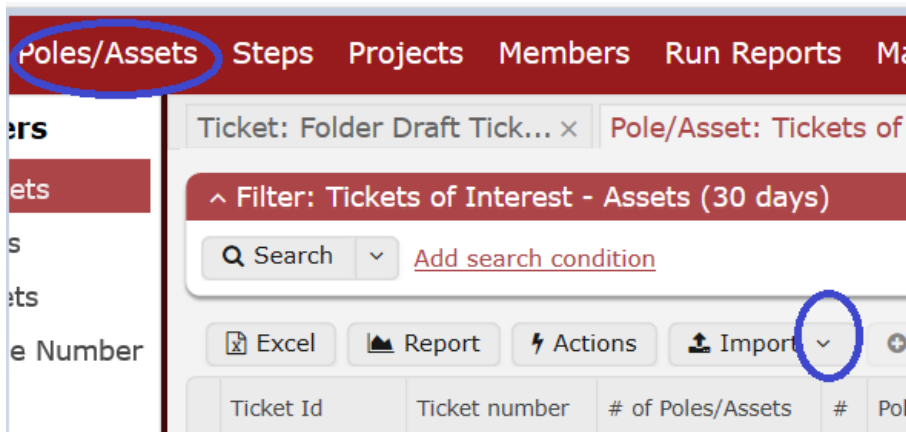 Poles/Assets Steps Projects Members Run Reports Ma
ers
Ticket: Folder Draft Tick... × Pole/Asset: Tickets of
ets
Filter: Tickets of Interest - Assets (30 days)
s
Search Add search condition
ets
e Number
Excel Report Actions Import
Ticket Id Ticket number # of Poles/Assets # Pol